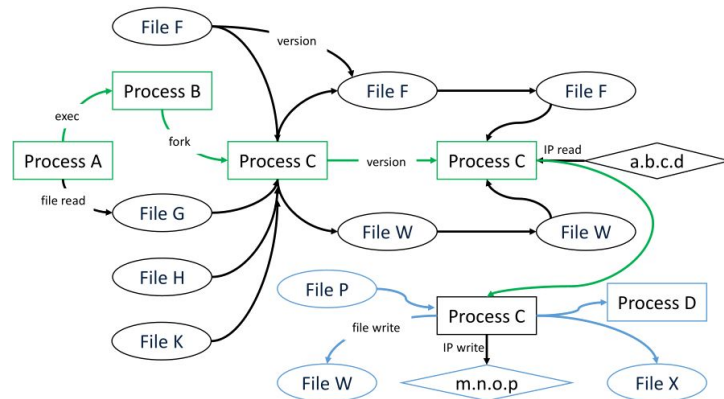 File F
version
Process B
File F
File F
exec
fork
Process A
Process C
version
Process C
IP read
a.b.c.d
file read
File G
File W
File W
File H
File P
Process D
Process C
file write
File K
IP write
File W
m.n.o.p
File X